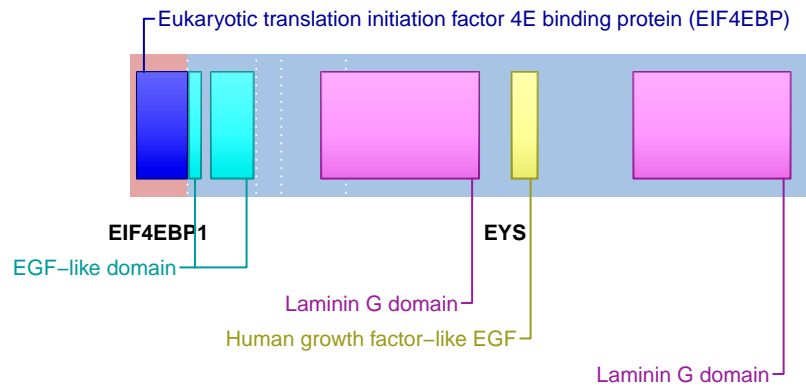 Eukaryotic translation initiation factor 4E binding protein (EIF4EBP)
EIF4EBP1
EYS
EGF−like domain
Laminin G domain
Human growth factor−like EGF
Laminin G domain